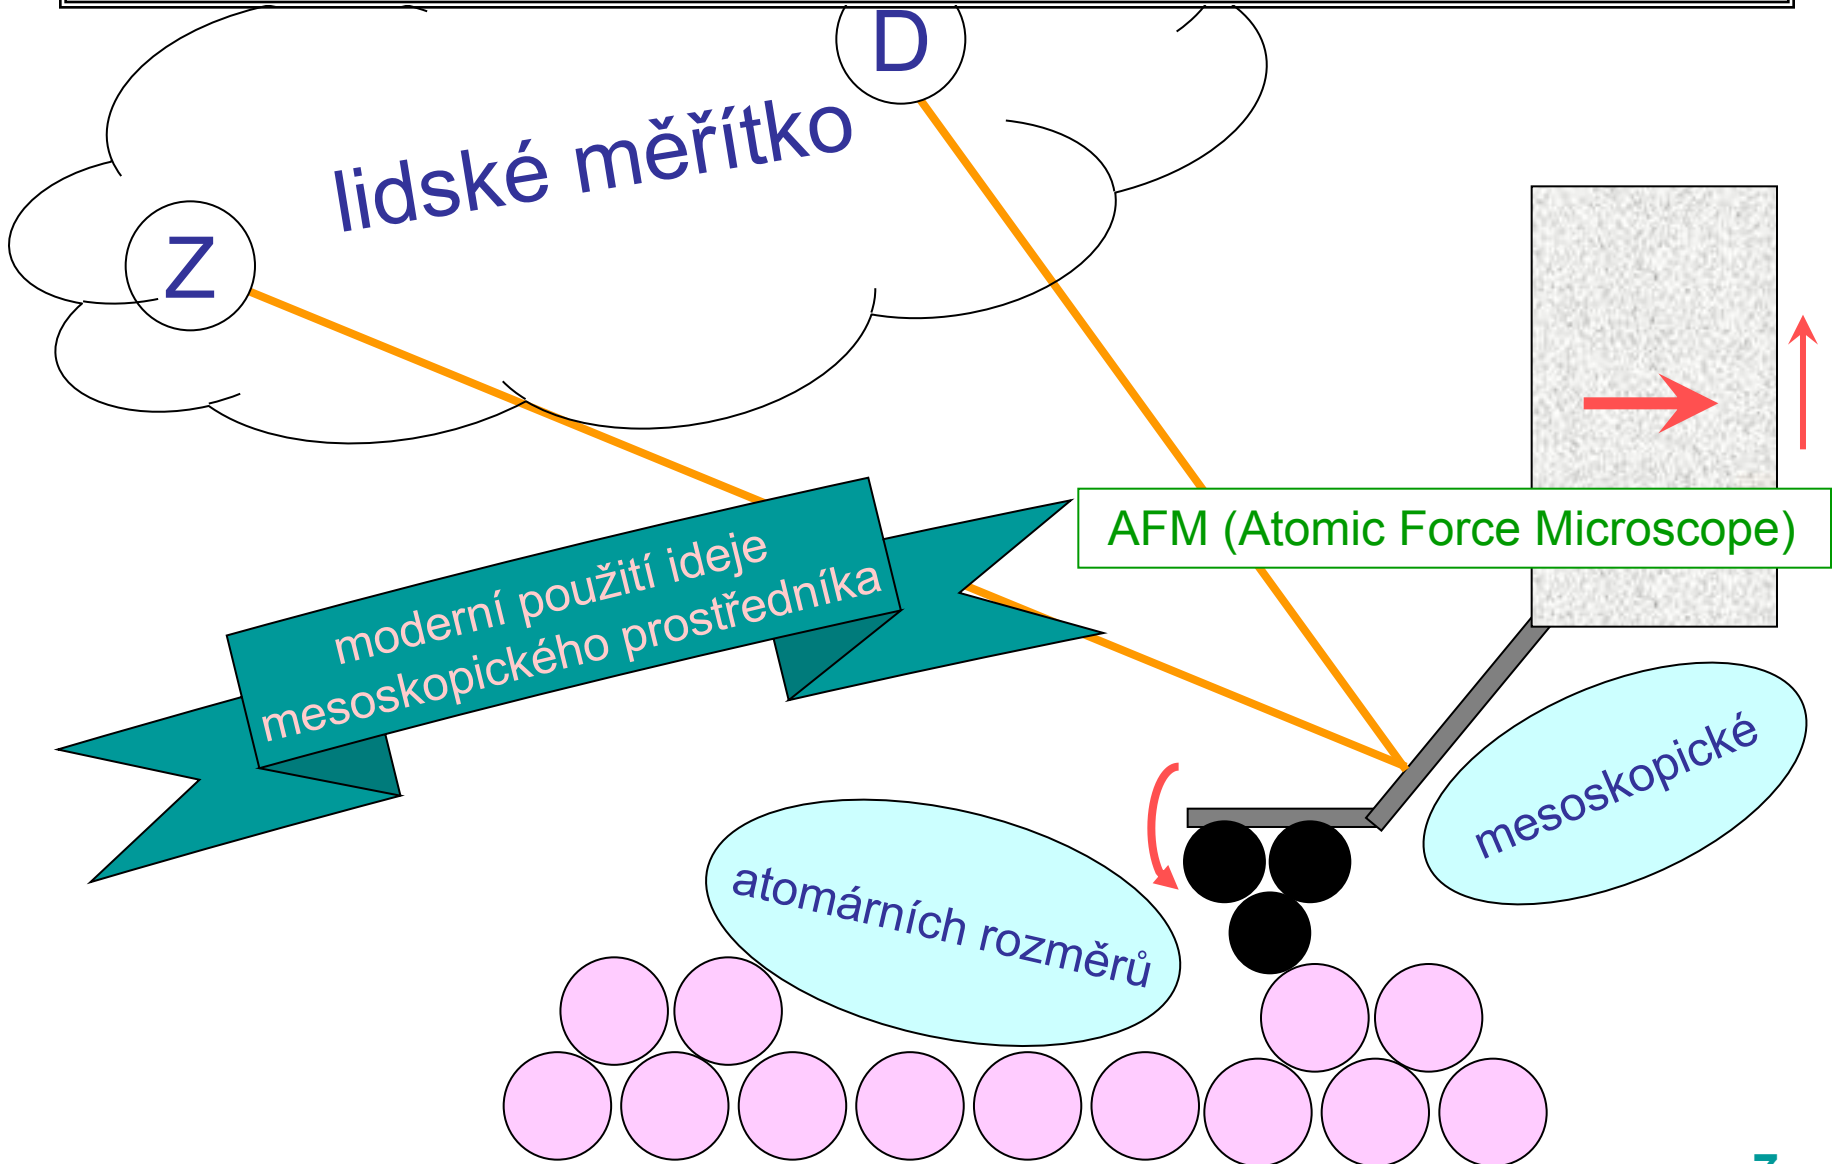 D
lidské měřítko
Z
AFM (Atomic Force Microscope)
moderní použití ideje
mesoskopického prostředníka
mesoskopické
atomárních rozměrů